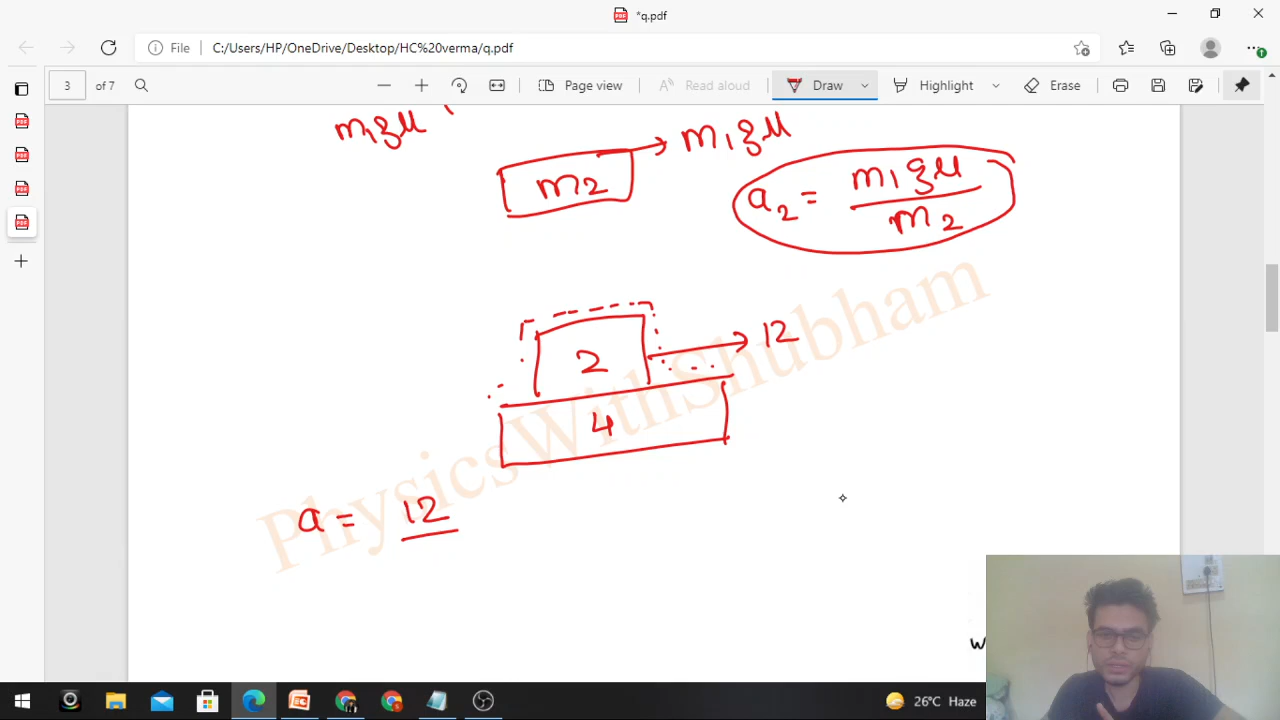 *q.pdf
File C:/Users/HP/OneDrive/Desktop/HC%20verma/q.pdf
3 of 7 Page view Read aloud Draw Highlight Erase
m₁gμ
m₂ → m₁gμ
a₂ = m₁gμ / m₂
2 → 12
4
PhysicsWithShubham
a = 12
W
26°C Haze